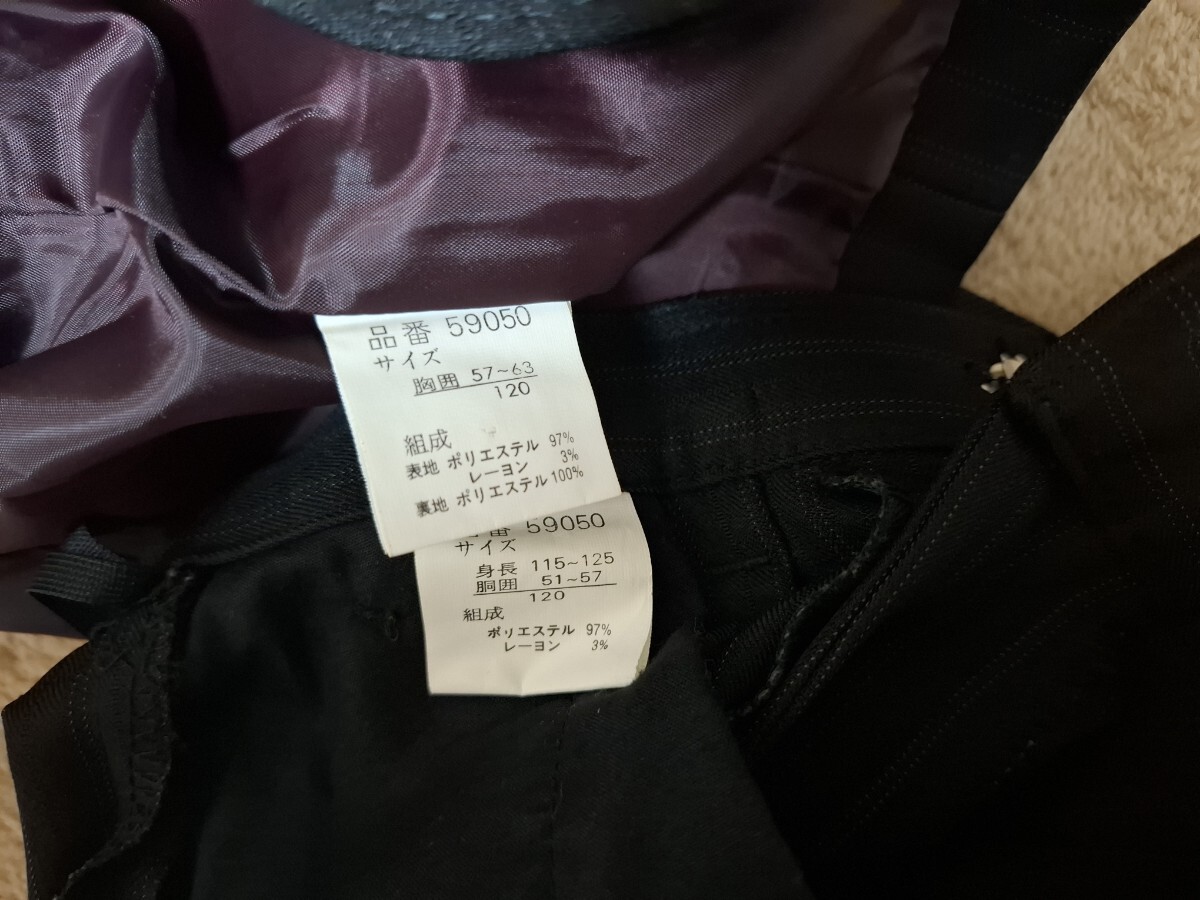 品番 59050
サイズ
胸囲 57~63
120
組成
表地 ポリエステル 97%
レーヨン 3%
裏地 ポリエステル 100%
品番 59050
サイズ
身長 115~125
胴囲 51~57
120
組成
ポリエステル 97%
レーヨン 3%